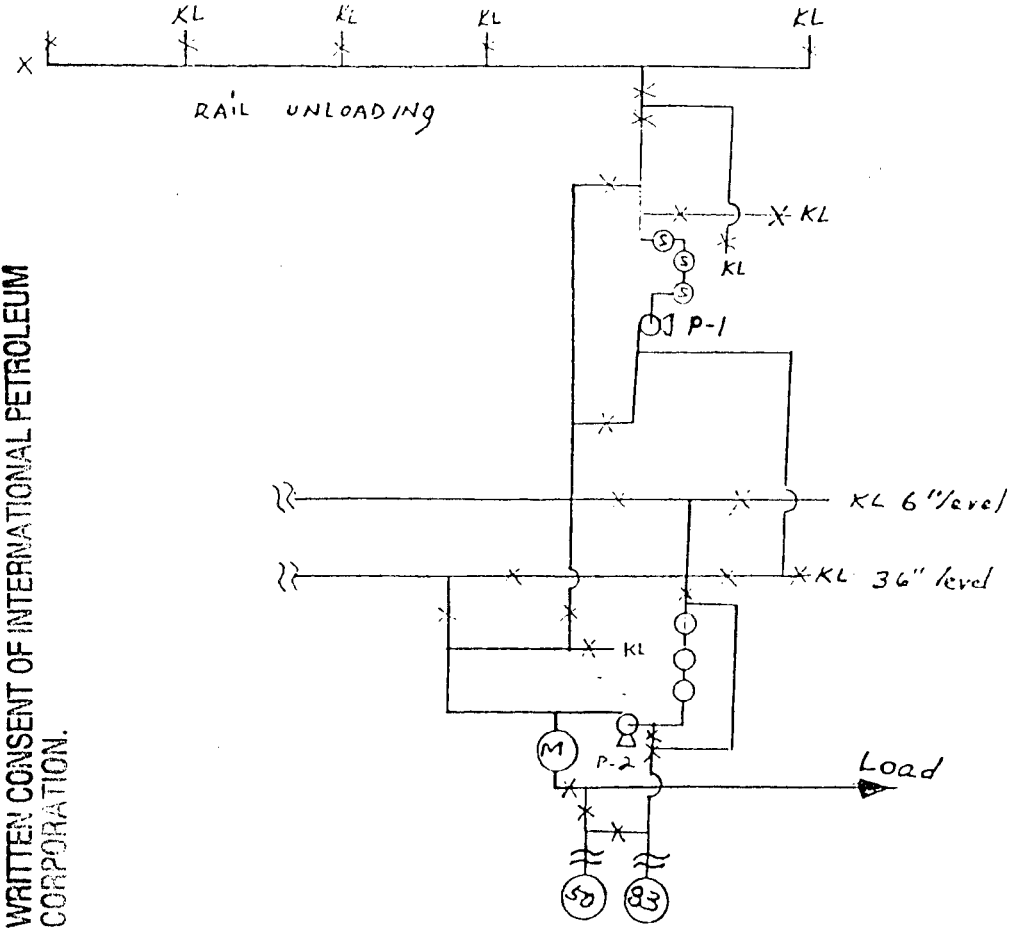 KL KL KL KL
X
RAIL UNLOADING
KL
S
KL
S
S
P-1
KL 6" level
KL 36" level
KL
M
P-2
Load
50 83
WRITTEN CONSENT OF INTERNATIONAL PETROLEUM
CORPORATION.